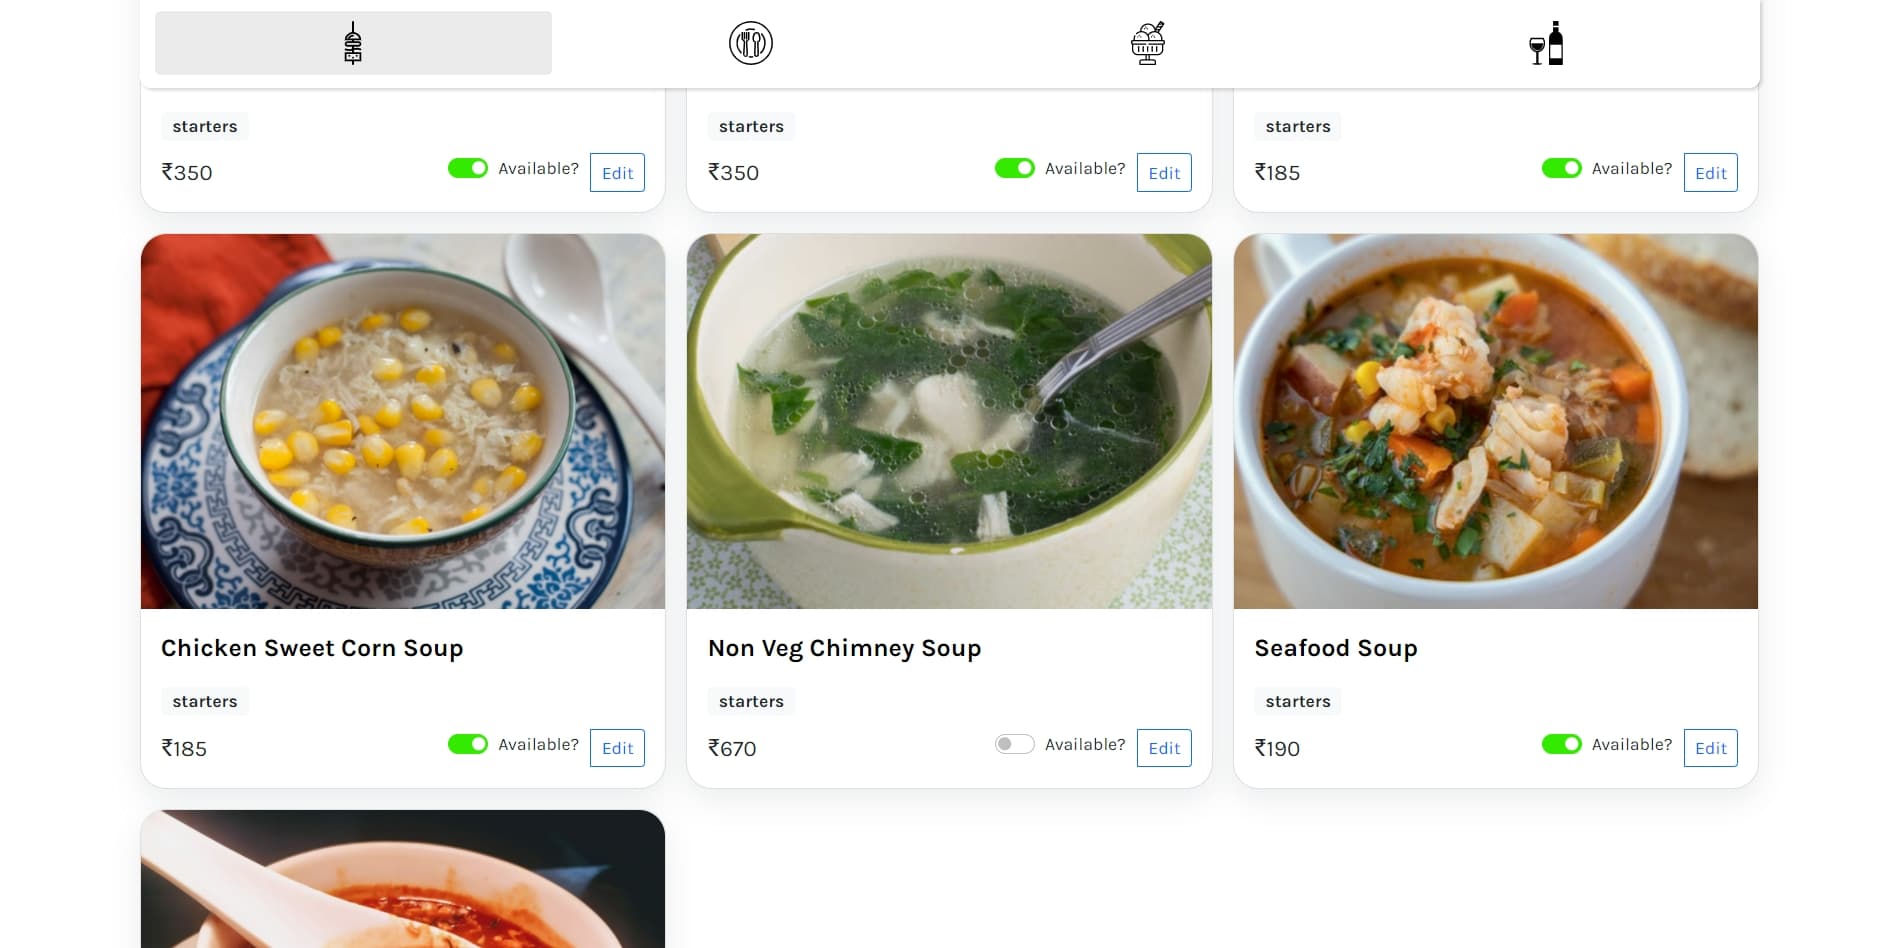 starters
₹350
Available?
Edit
starters
₹350
Available?
Edit
starters
₹185
Available?
Edit
Chicken Sweet Corn Soup
starters
₹185
Available?
Edit
Non Veg Chimney Soup
starters
₹670
Available?
Edit
Seafood Soup
starters
₹190
Available?
Edit